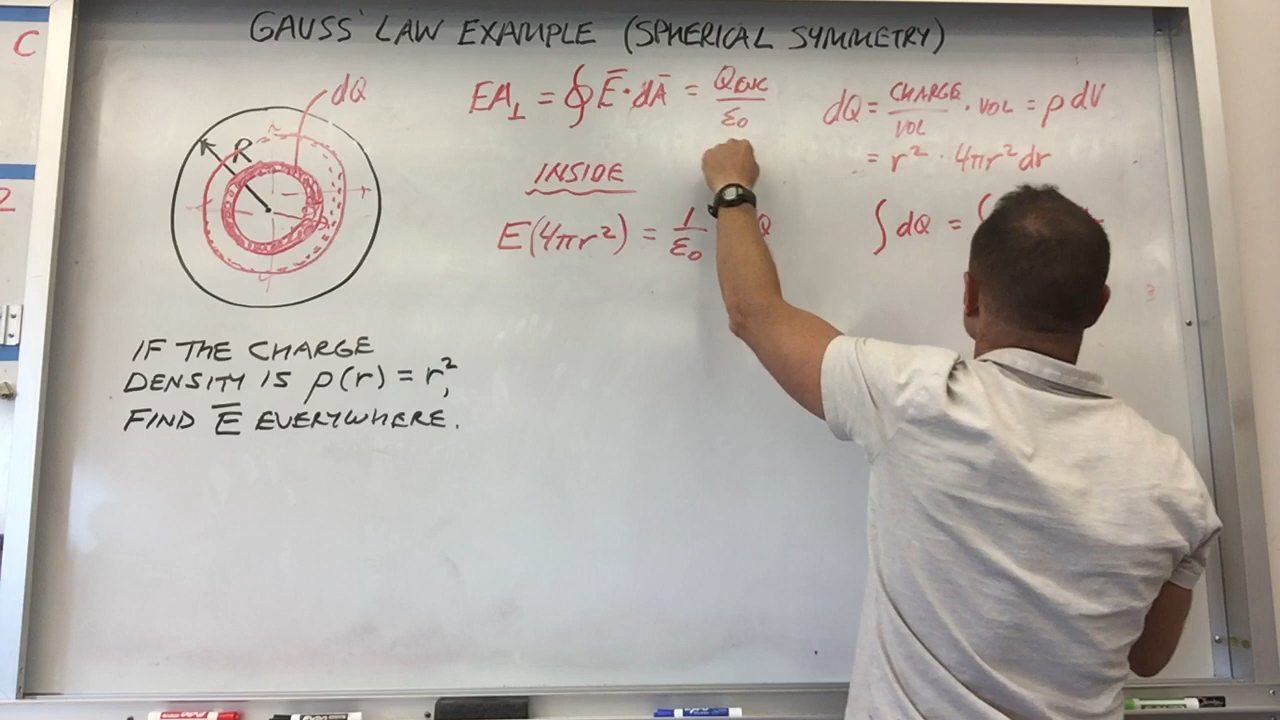 GAUSS' LAW EXAMPLE (SPHERICAL SYMMETRY)
C
2
dQ
R
EA⊥ = ∮ E̅ · dA̅ = QENC/ε₀
INSIDE
E(4πr²) = 1/ε₀
dQ = CHARGE/VOL · VOL = ρ dV
= r² · 4πr² dr
∫ dQ =
IF THE CHARGE
DENSITY IS ρ(r) = r²,
FIND E̅ EVERYWHERE.